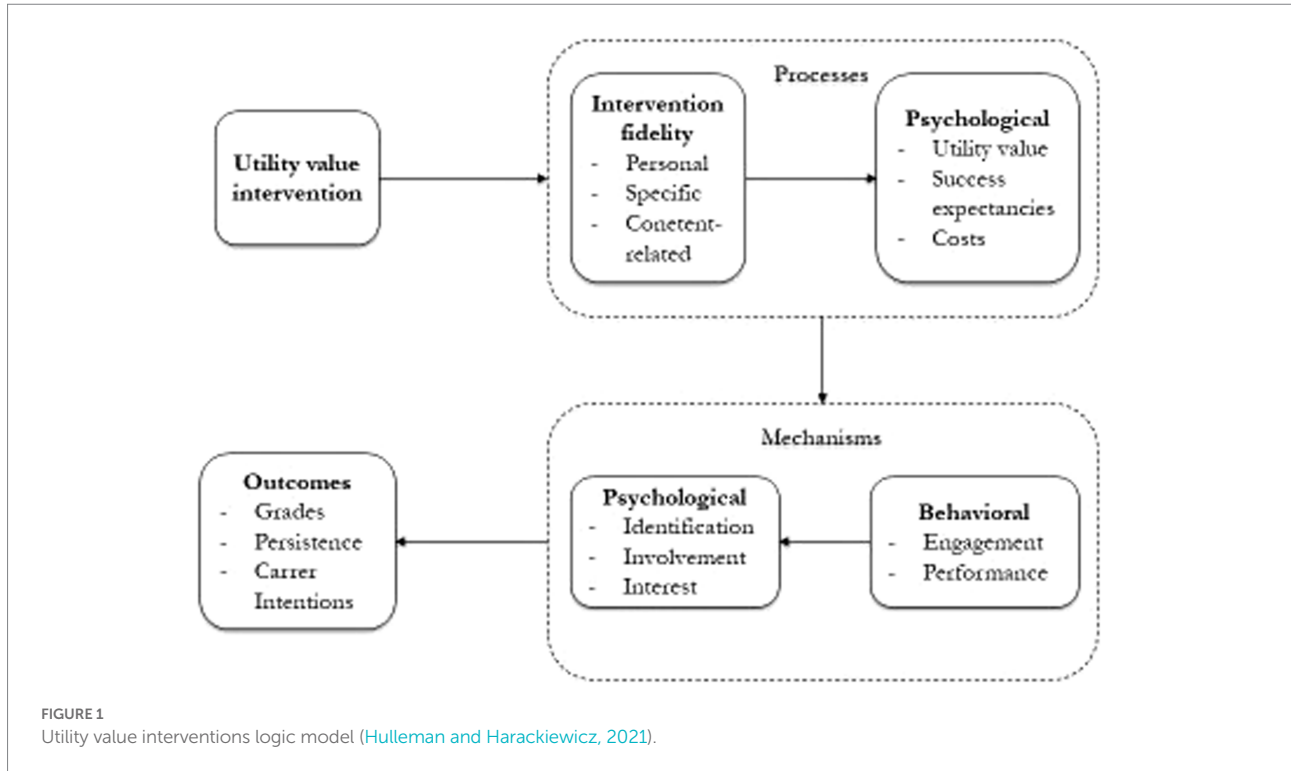 Processes
Utility value
intervention
Intervention
fidelity
- Personal
- Specific
- Conetent-
related
Psychological
- Utility value
- Success
expectancies
- Costs
Mechanisms
Outcomes
- Grades
- Persistence
- Carrer
Intentions
Psychological
- Identification
- Involvement
- Interest
Behavioral
- Engagement
- Performance
FIGURE 1
Utility value interventions logic model (Hulleman and Harackiewicz, 2021).